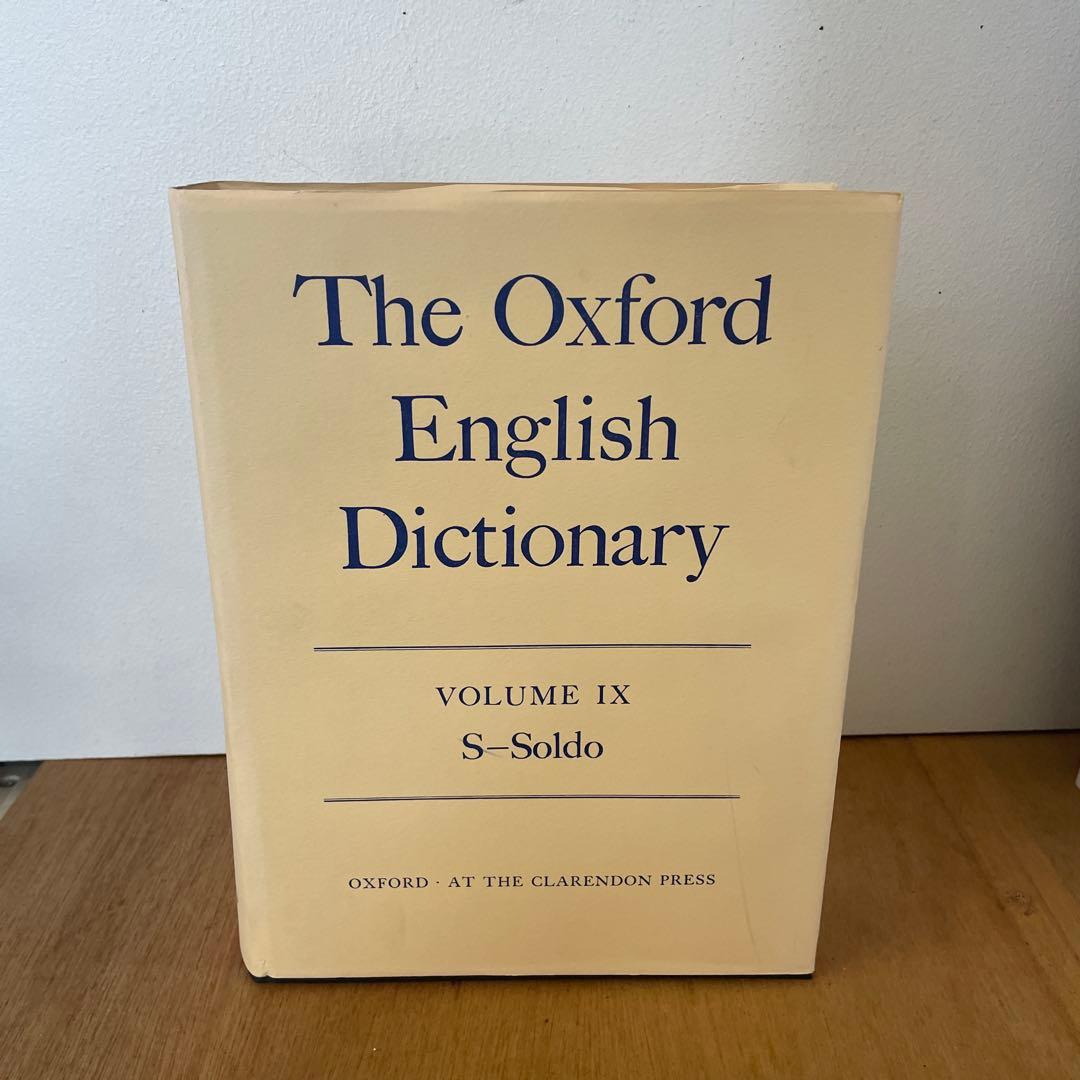 The Oxford
English
Dictionary
VOLUME IX
S–Soldo
OXFORD · AT THE CLARENDON PRESS